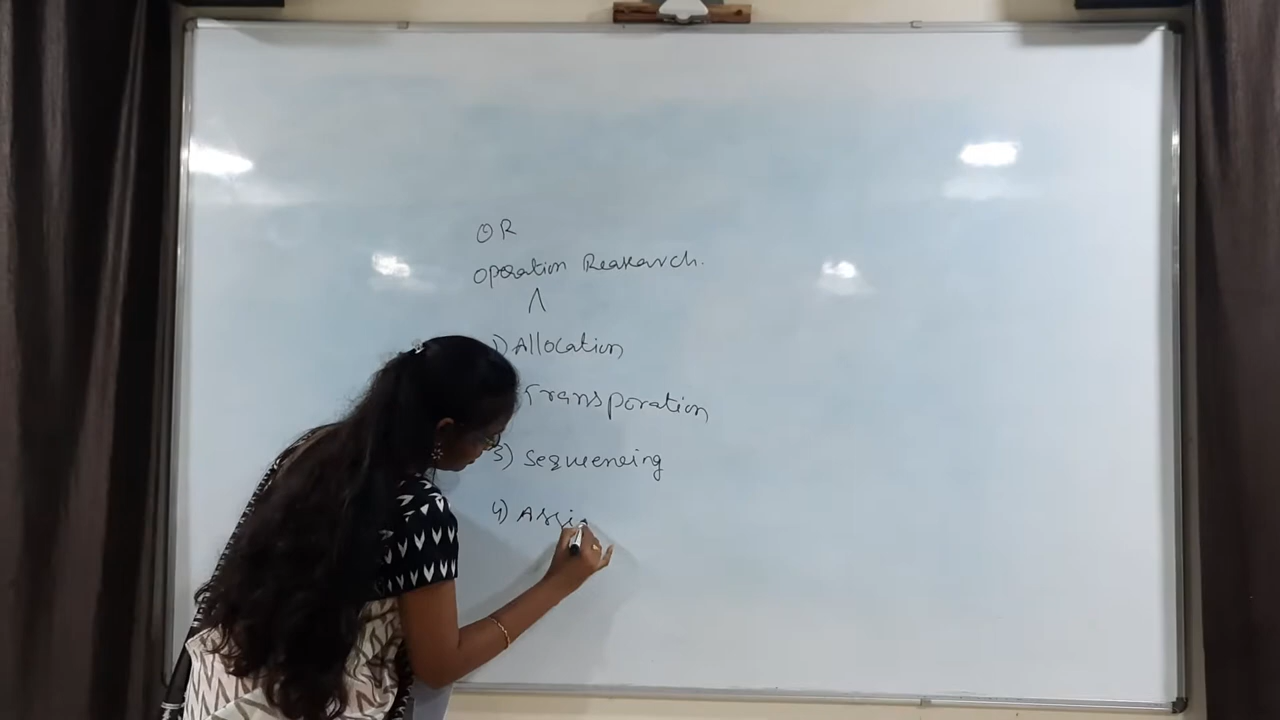 OR
Operation Research.
1) Allocation
Transporation
3) Sequencing
4) Assi